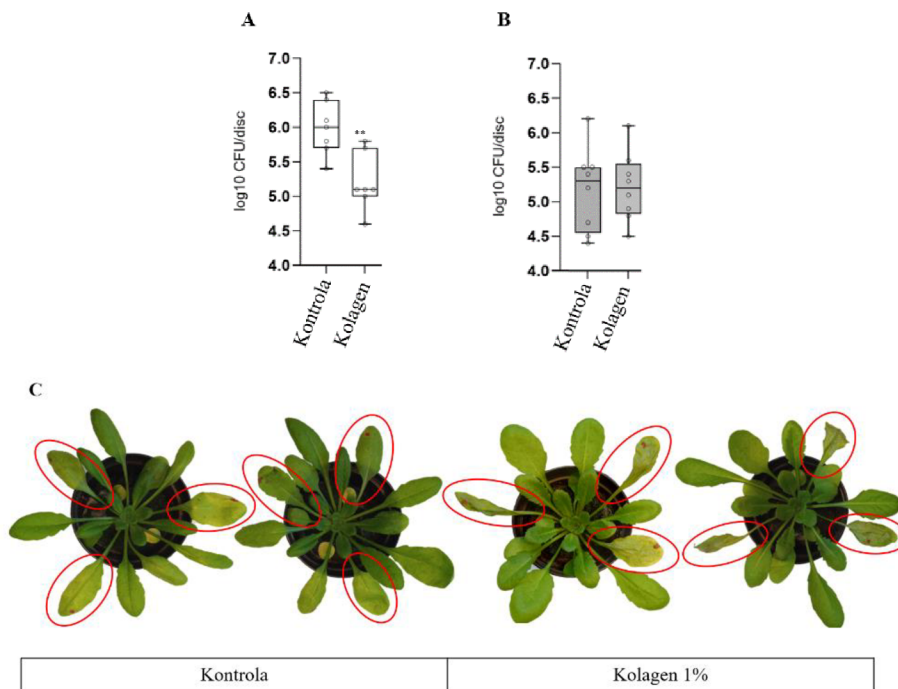 A
log10 CFU/disc
7.0
6.5
6.0
5.5
5.0
4.5
4.0
**
Kontrola
Kolagen
B
log10 CFU/disc
7.0
6.5
6.0
5.5
5.0
4.5
4.0
Kontrola
Kolagen
C
Kontrola
Kolagen 1%